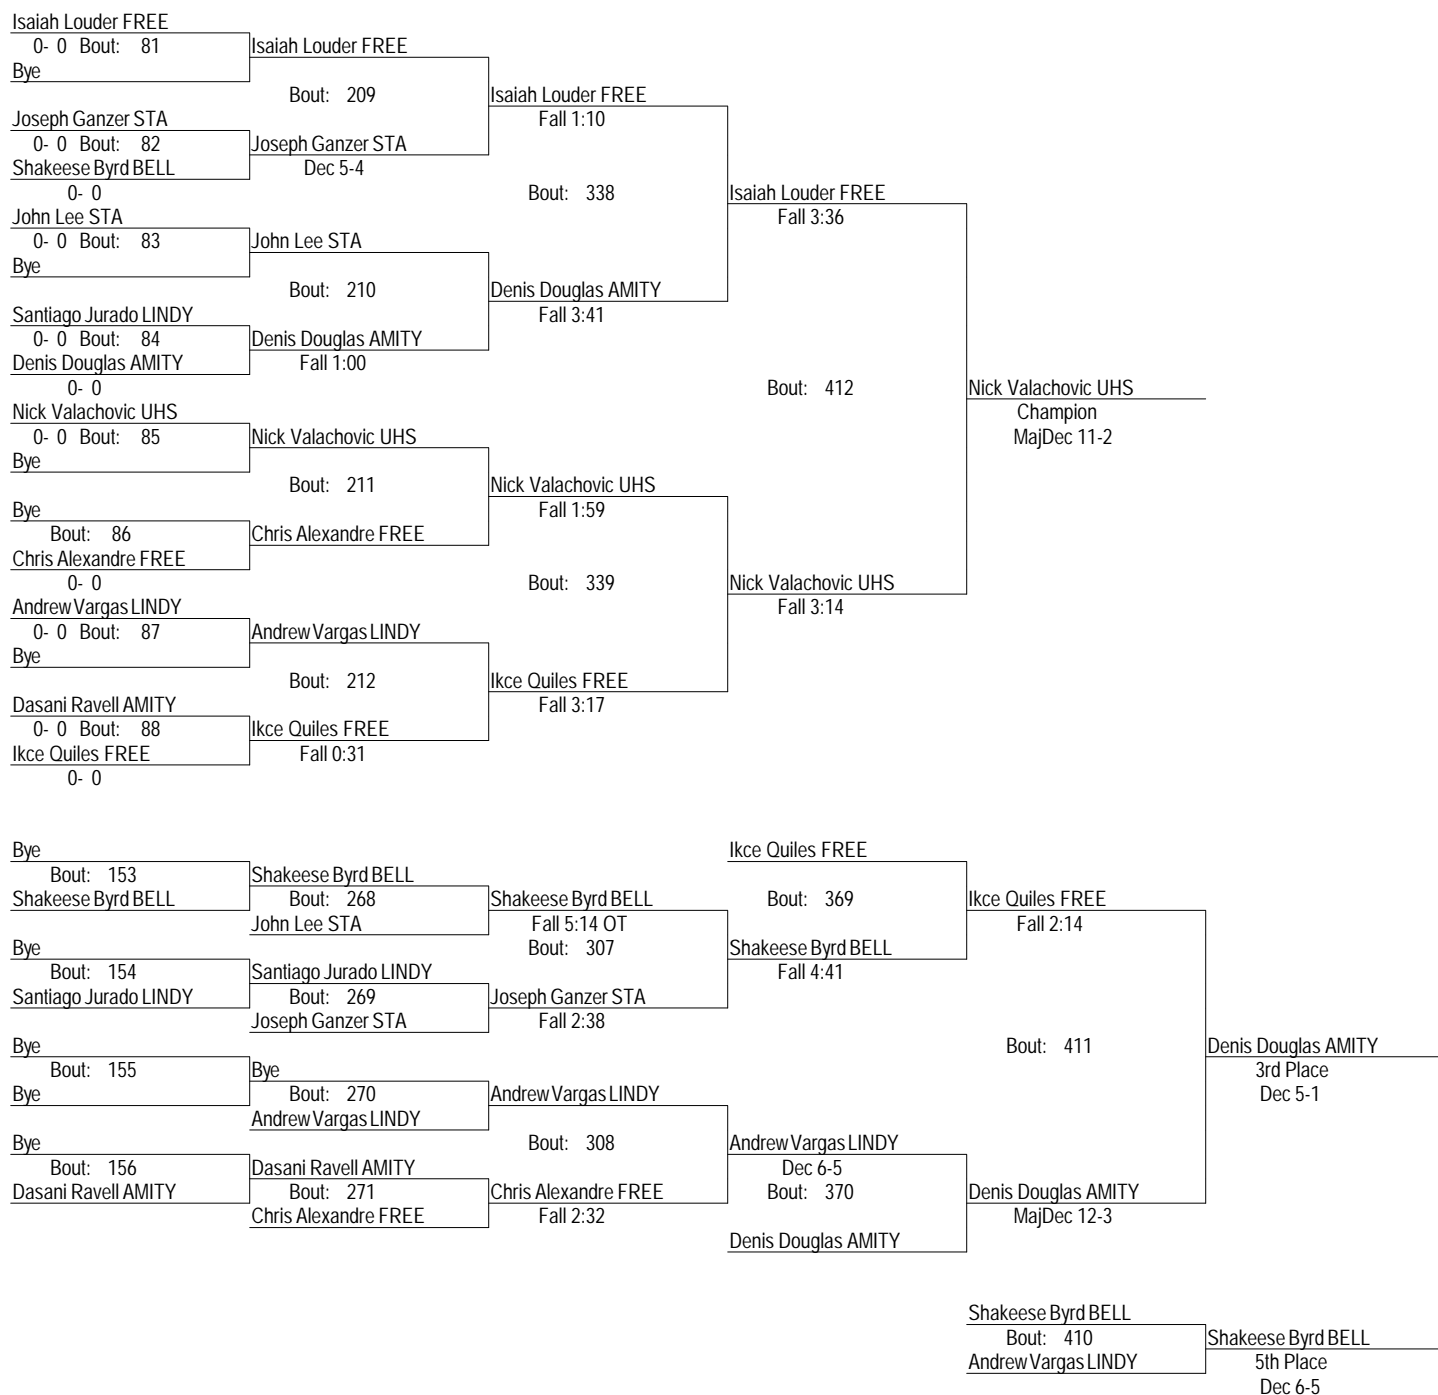 Isaiah Louder FREE
0- 0 Bout: 81
Isaiah Louder FREE
Bye
Bout: 209
Isaiah Louder FREE
Joseph Ganzer STA
Fall 1:10
0- 0 Bout: 82
Joseph Ganzer STA
Shakeese Byrd BELL
Dec 5-4
0- 0
Bout: 338
Isaiah Louder FREE
John Lee STA
Fall 3:36
0- 0 Bout: 83
John Lee STA
Bye
Bout: 210
Denis Douglas AMITY
Santiago Jurado LINDY
Fall 3:41
0- 0 Bout: 84
Denis Douglas AMITY
Denis Douglas AMITY
Fall 1:00
0- 0
Bout: 412
Nick Valachovic UHS
Nick Valachovic UHS
Champion
0- 0 Bout: 85
Nick Valachovic UHS
MajDec 11-2
Bye
Bout: 211
Nick Valachovic UHS
Bye
Fall 1:59
Bout: 86
Chris Alexandre FREE
Chris Alexandre FREE
0- 0
Bout: 339
Nick Valachovic UHS
Andrew Vargas LINDY
Fall 3:14
0- 0 Bout: 87
Andrew Vargas LINDY
Bye
Bout: 212
Ikce Quiles FREE
Dasani Ravell AMITY
Fall 3:17
0- 0 Bout: 88
Ikce Quiles FREE
Ikce Quiles FREE
Fall 0:31
0- 0
Bye
Ikce Quiles FREE
Bout: 153
Shakeese Byrd BELL
Shakeese Byrd BELL
Bout: 268
Shakeese Byrd BELL
Bout: 369
Ikce Quiles FREE
John Lee STA
Fall 5:14 OT
Fall 2:14
Bye
Bout: 307
Shakeese Byrd BELL
Bout: 154
Santiago Jurado LINDY
Fall 4:41
Santiago Jurado LINDY
Bout: 269
Joseph Ganzer STA
Joseph Ganzer STA
Fall 2:38
Bye
Bout: 411
Denis Douglas AMITY
Bout: 155
Bye
3rd Place
Bye
Bout: 270
Andrew Vargas LINDY
Dec 5-1
Andrew Vargas LINDY
Bye
Bout: 308
Andrew Vargas LINDY
Bout: 156
Dasani Ravell AMITY
Dec 6-5
Dasani Ravell AMITY
Bout: 271
Chris Alexandre FREE
Bout: 370
Denis Douglas AMITY
Chris Alexandre FREE
Fall 2:32
MajDec 12-3
Denis Douglas AMITY
Shakeese Byrd BELL
Bout: 410
Shakeese Byrd BELL
Andrew Vargas LINDY
5th Place
Dec 6-5